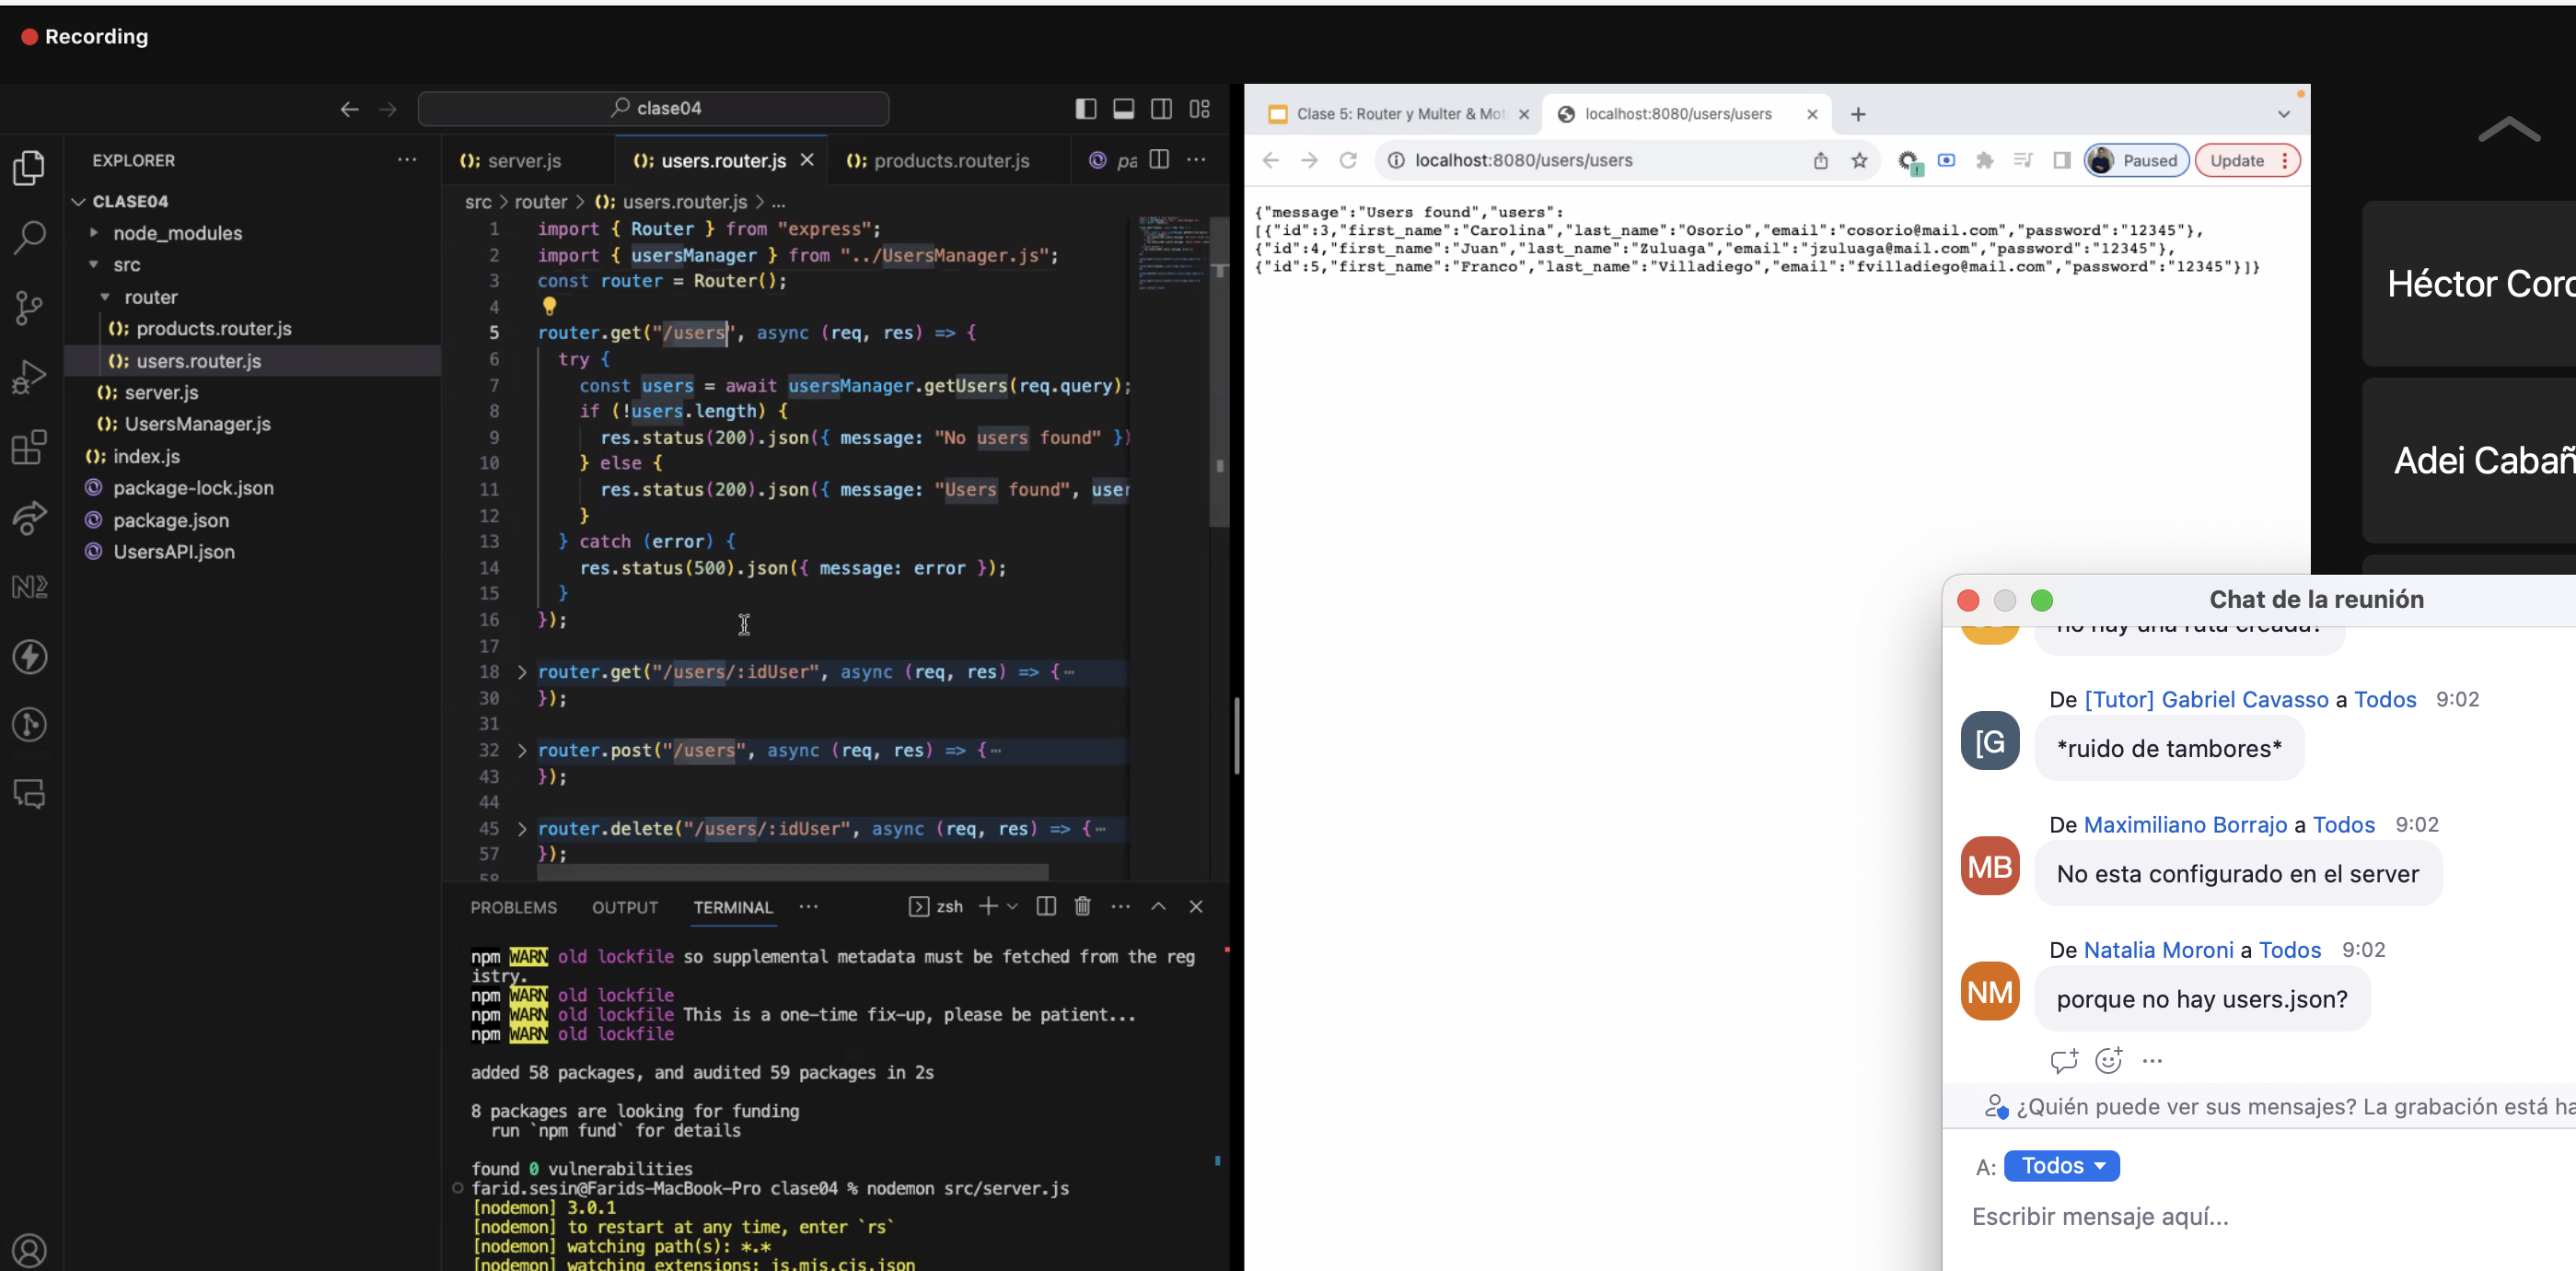 Recording
clase04
EXPLORER
CLASE04
node_modules
src
router
products.router.js
users.router.js
server.js
UsersManager.js
index.js
package-lock.json
package.json
UsersAPI.json
server.js
users.router.js
products.router.js
pa
src > router > users.router.js > ...
1 import { Router } from "express";
2 import { usersManager } from "../UsersManager.js";
3 const router = Router();
4
5 router.get("/users", async (req, res) => {
6 try {
7 const users = await usersManager.getUsers(req.query);
8 if (!users.length) {
9 res.status(200).json({ message: "No users found" })
10 } else {
11 res.status(200).json({ message: "Users found", user
12 }
13 } catch (error) {
14 res.status(500).json({ message: error });
15 }
16 });
17
18 router.get("/users/:idUser", async (req, res) => {…
30 });
31
32 router.post("/users", async (req, res) => {…
43 });
44
45 router.delete("/users/:idUser", async (req, res) => {…
57 });
58
PROBLEMS OUTPUT TERMINAL
zsh
npm WARN old lockfile so supplemental metadata must be fetched from the reg
istry.
npm WARN old lockfile
npm WARN old lockfile This is a one-time fix-up, please be patient...
npm WARN old lockfile
added 58 packages, and audited 59 packages in 2s
8 packages are looking for funding
run `npm fund` for details
found 0 vulnerabilities
farid.sesin@Farids-MacBook-Pro clase04 % nodemon src/server.js
[nodemon] 3.0.1
[nodemon] to restart at any time, enter `rs`
[nodemon] watching path(s): *.*
[nodemon] watching extensions: js,mjs,cjs,json
Clase 5: Router y Multer & Mot
localhost:8080/users/users
localhost:8080/users/users
Paused
Update
{"message":"Users found","users":
[{"id":3,"first_name":"Carolina","last_name":"Osorio","email":"cosorio@mail.com","password":"12345"},
{"id":4,"first_name":"Juan","last_name":"Zuluaga","email":"jzuluaga@mail.com","password":"12345"},
{"id":5,"first_name":"Franco","last_name":"Villadiego","email":"fvilladiego@mail.com","password":"12345"}]}
Héctor Coro
Adei Cabañ
Chat de la reunión
no hay una ruta creada?
De [Tutor] Gabriel Cavasso a Todos 9:02
[G
*ruido de tambores*
De Maximiliano Borrajo a Todos 9:02
MB
No esta configurado en el server
De Natalia Moroni a Todos 9:02
NM
porque no hay users.json?
¿Quién puede ver sus mensajes? La grabación está ha
A: Todos
Escribir mensaje aquí...